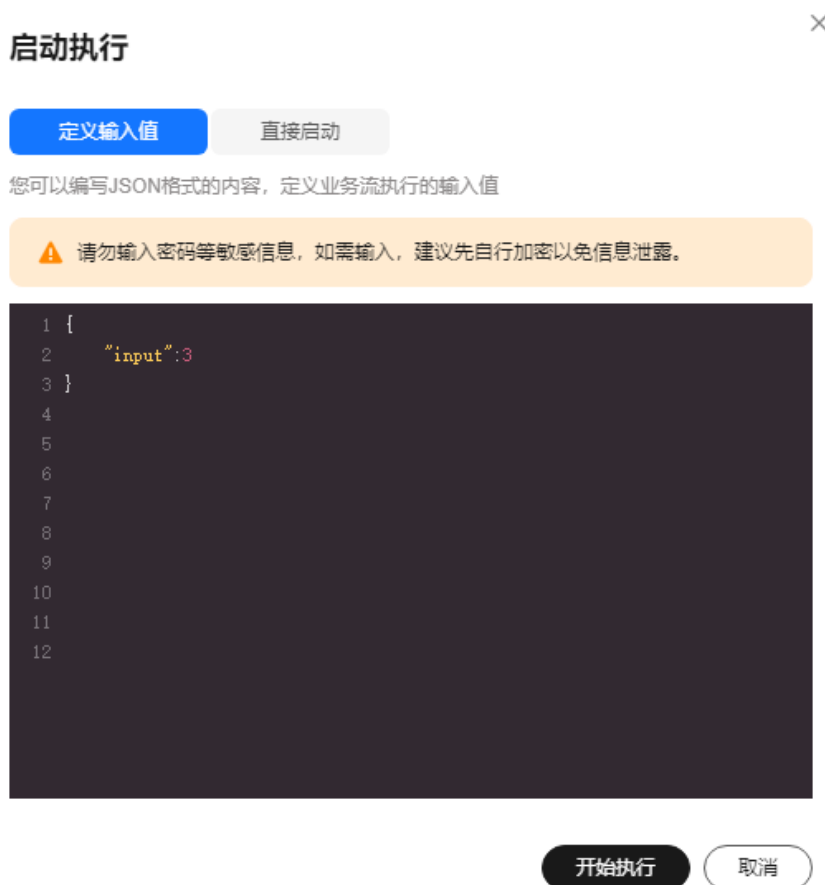 启动执行
定义输入值 直接启动
您可以编写JSON格式的内容，定义业务流执行的输入值
请勿输入密码等敏感信息，如需输入，建议先自行加密以免信息泄露。
1 {
2 "input":3
3 }
4
5
6
7
8
9
10
11
12
开始执行 取消